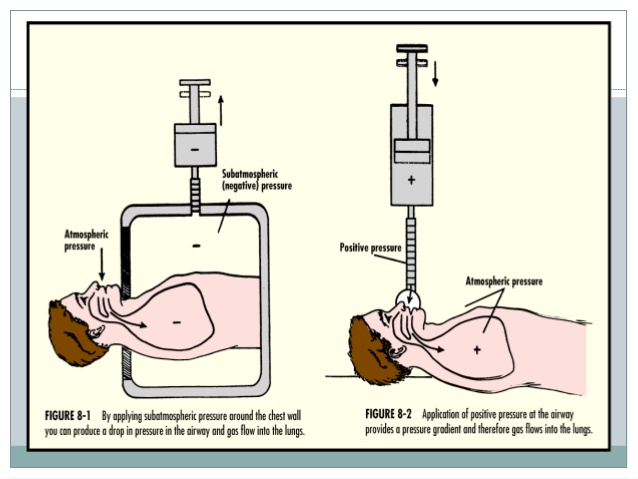 Subatmospheric
(negative) pressure
Atmospheric
pressure
−
−
−
FIGURE 8-1 By applying subatmospheric pressure around the chest wall
you can produce a drop in pressure in the airway and gas flow into the lungs.
+
Positive pressure
Atmospheric pressure
+
FIGURE 8-2 Application of positive pressure at the airway
provides a pressure gradient and therefore gas flows into the lungs.